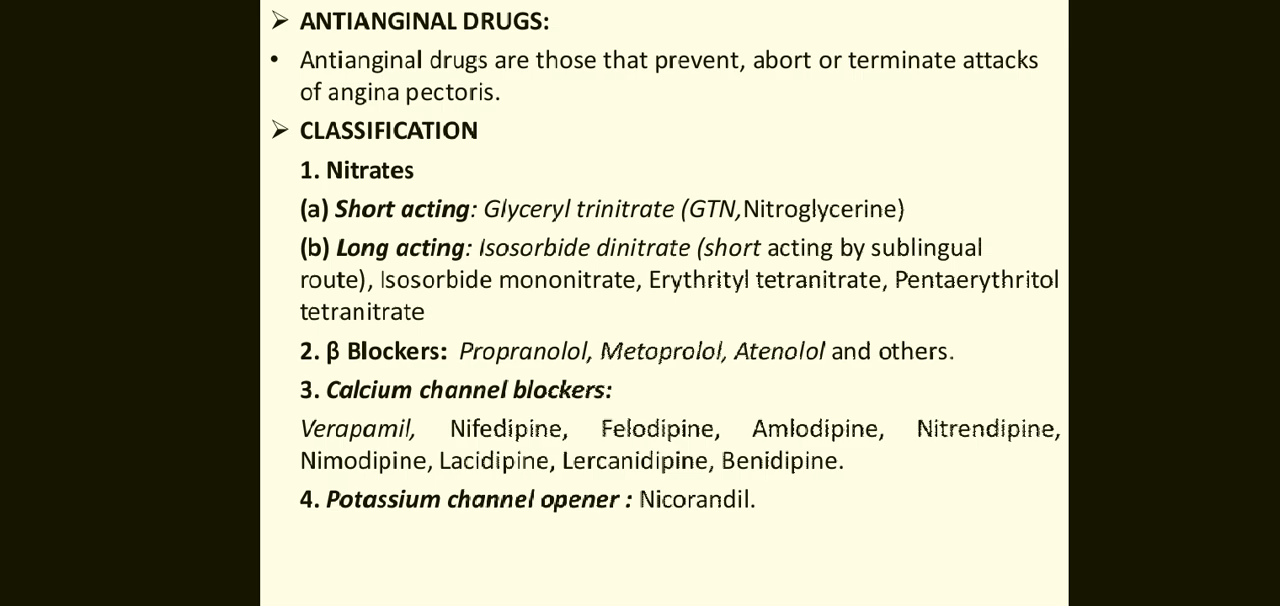 ➢ ANTIANGINAL DRUGS:
• Antianginal drugs are those that prevent, abort or terminate attacks
of angina pectoris.
➢ CLASSIFICATION
1. Nitrates
(a) Short acting: Glyceryl trinitrate (GTN,Nitroglycerine)
(b) Long acting: Isosorbide dinitrate (short acting by sublingual
route), Isosorbide mononitrate, Erythrityl tetranitrate, Pentaerythritol
tetranitrate
2. β Blockers: Propranolol, Metoprolol, Atenolol and others.
3. Calcium channel blockers:
Verapamil, Nifedipine, Felodipine, Amlodipine, Nitrendipine,
Nimodipine, Lacidipine, Lercanidipine, Benidipine.
4. Potassium channel opener : Nicorandil.